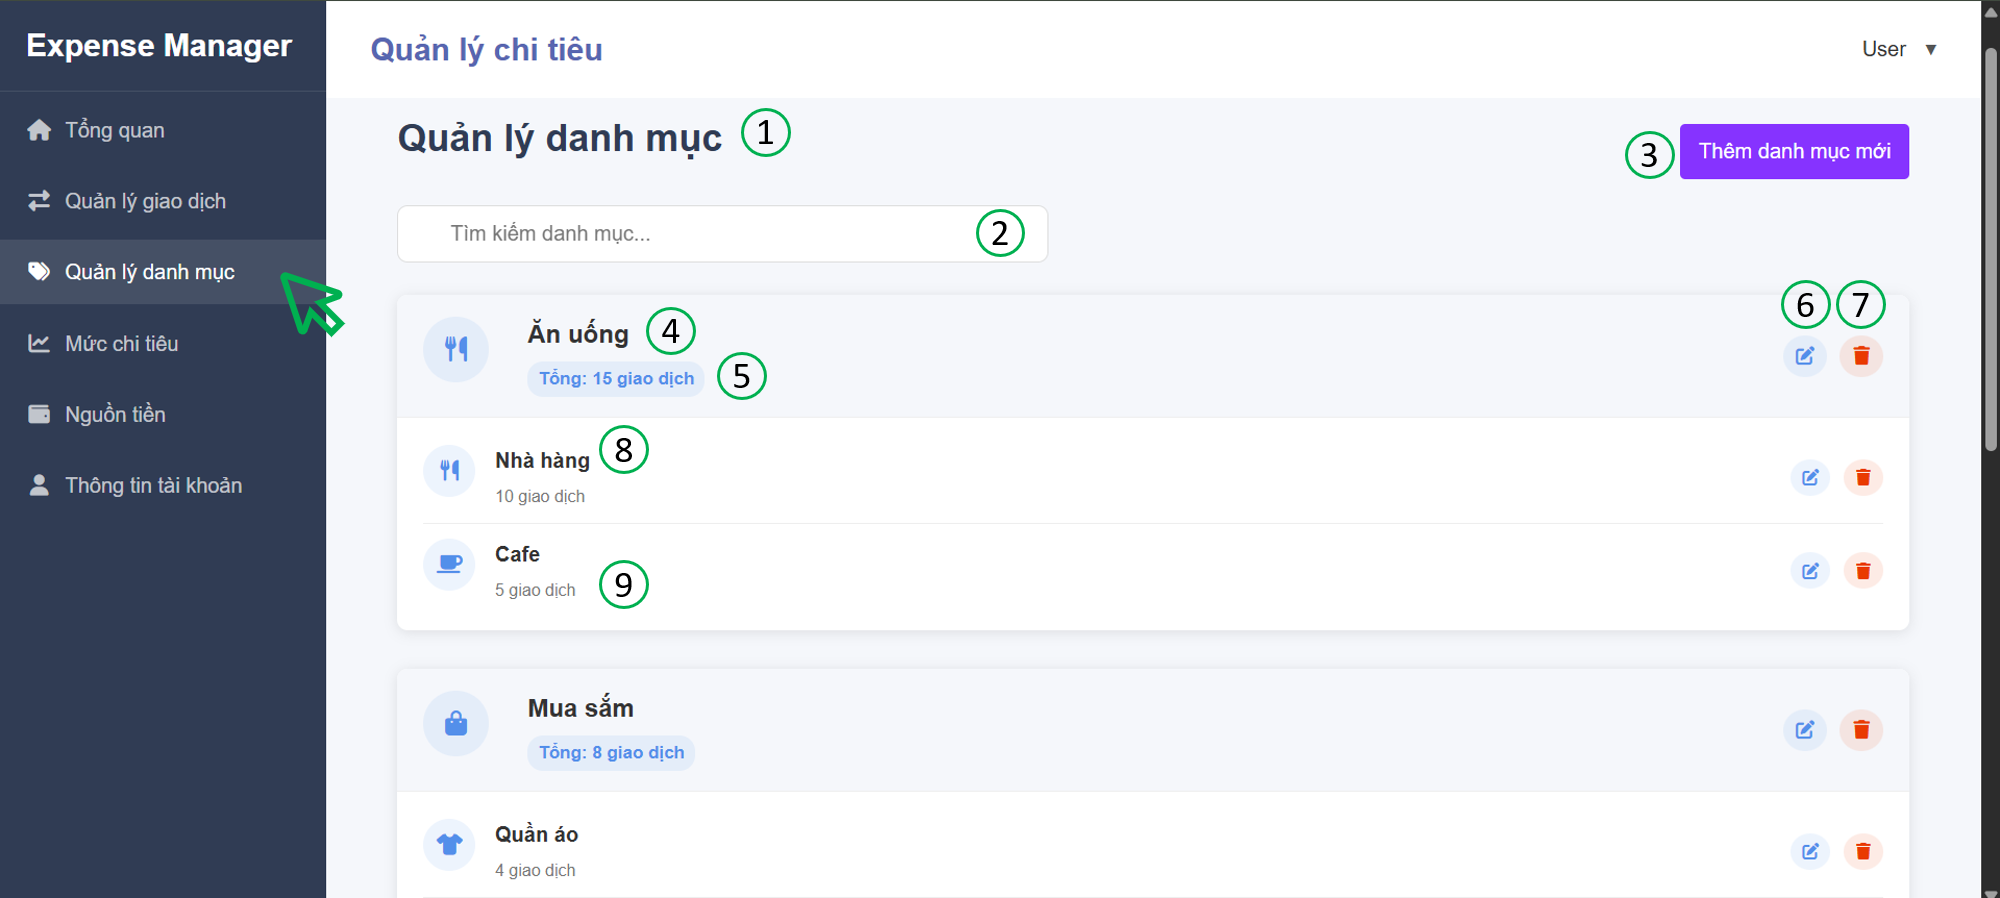 Expense Manager
Tổng quan
Quản lý giao dịch
Quản lý danh mục
Mức chi tiêu
Nguồn tiền
Thông tin tài khoản
Quản lý chi tiêu
User ▼
Quản lý danh mục 1
3 Thêm danh mục mới
Tìm kiếm danh mục... 2
6 7
Ăn uống 4
Tổng: 15 giao dịch 5
Nhà hàng 8
10 giao dịch
Cafe
5 giao dịch 9
Mua sắm
Tổng: 8 giao dịch
Quần áo
4 giao dịch